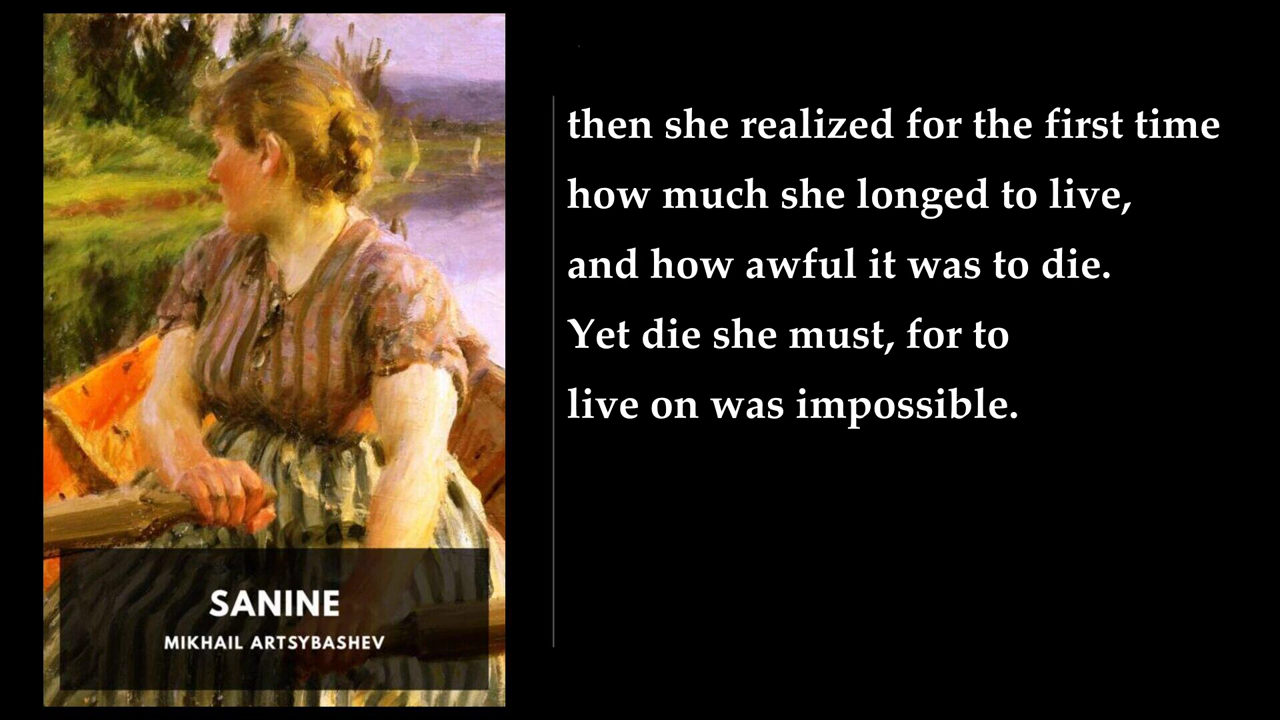 SANINE
MIKHAIL ARTSYBASHEV
then she realized for the first time
how much she longed to live,
and how awful it was to die.
Yet die she must, for to
live on was impossible.